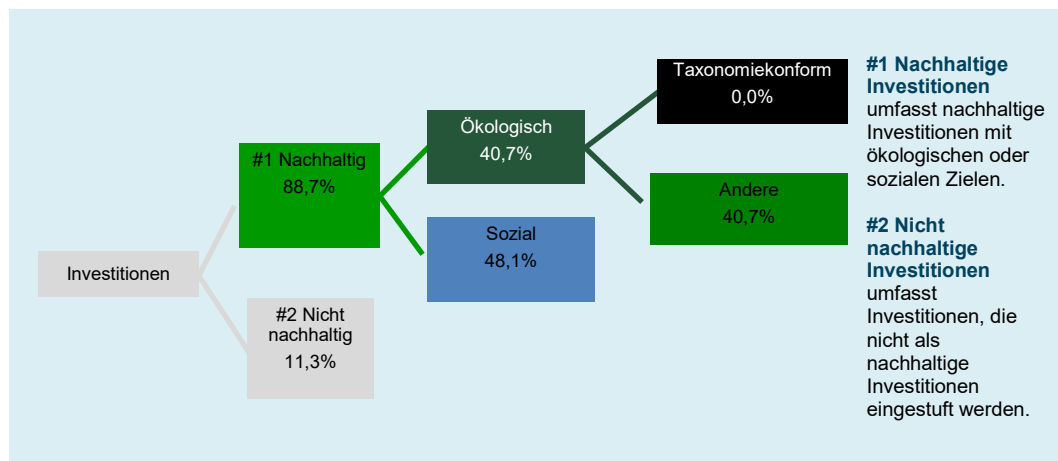 Investitionen
#1 Nachhaltig
88,7%
#2 Nicht
nachhaltig
11,3%
Ökologisch
40,7%
Sozial
48,1%
Taxonomiekonform
0,0%
Andere
40,7%
#1 Nachhaltige
Investitionen
umfasst nachhaltige
Investitionen mit
ökologischen oder
sozialen Zielen.
#2 Nicht
nachhaltige
Investitionen
umfasst
Investitionen, die
nicht als
nachhaltige
Investitionen
eingestuft werden.